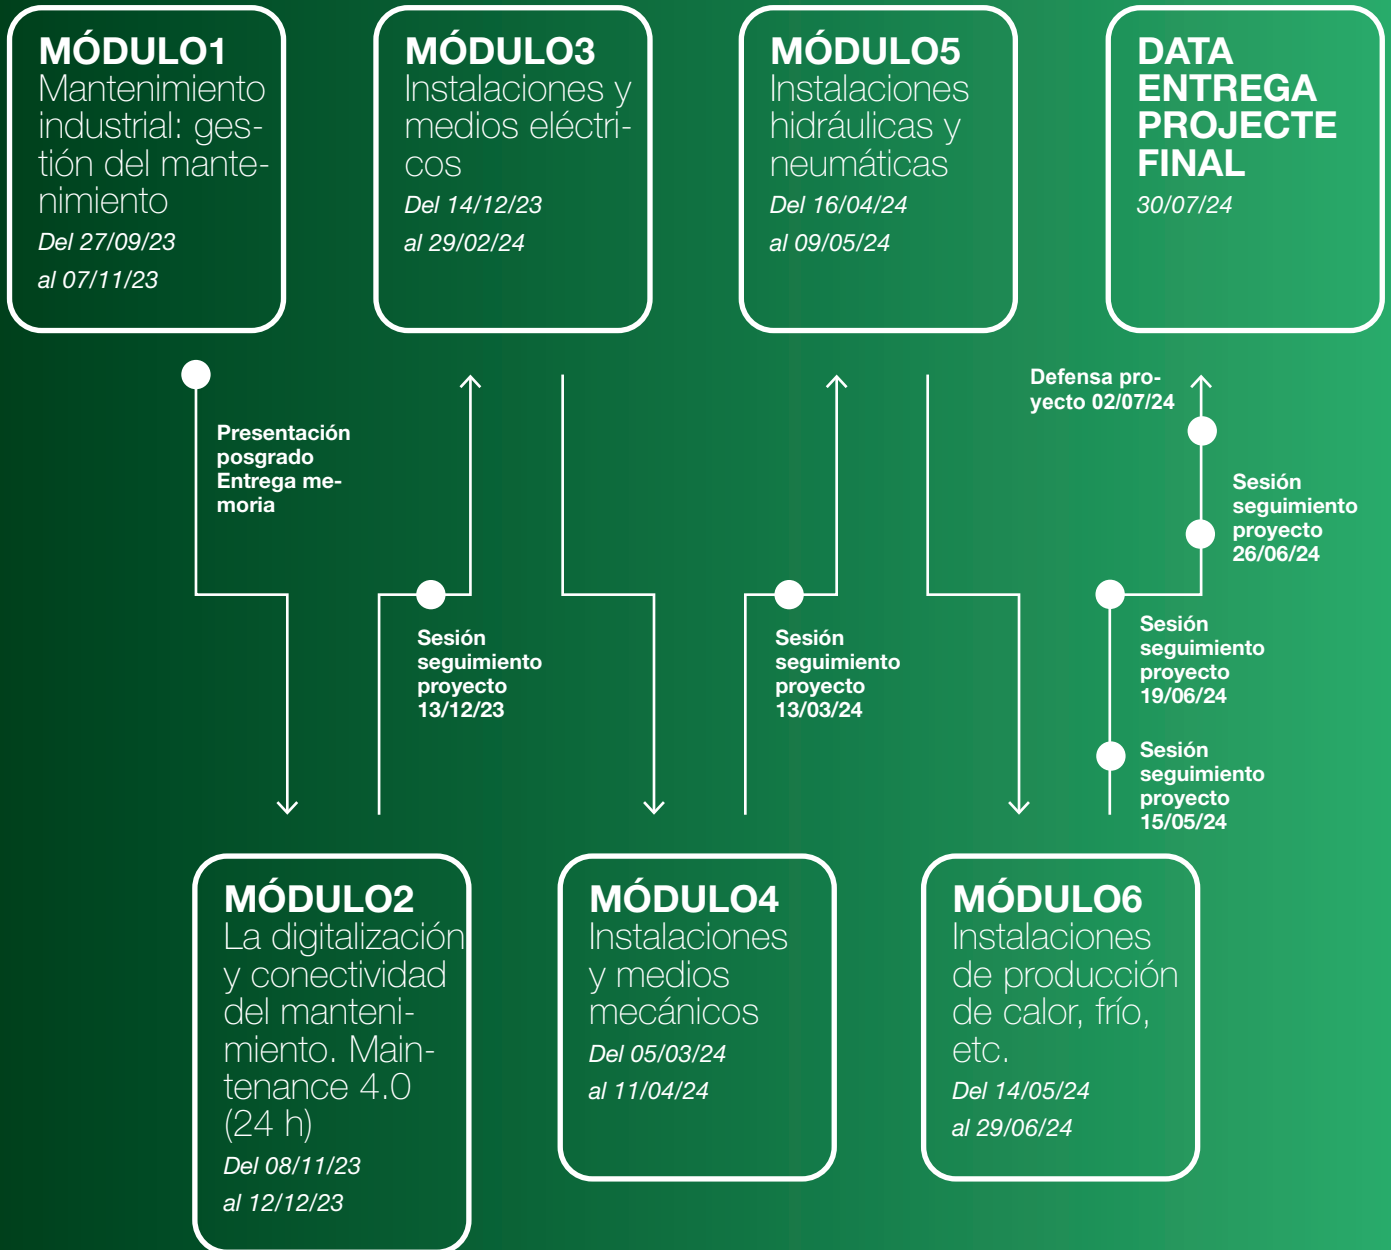 MÓDULO1
Mantenimiento
industrial: ges-
tión del mante-
nimiento
Del 27/09/23
al 07/11/23
MÓDULO3
Instalaciones y
medios eléctri-
cos
Del 14/12/23
al 29/02/24
MÓDULO5
Instalaciones
hidráulicas y
neumáticas
Del 16/04/24
al 09/05/24
DATA
ENTREGA
PROJECTE
FINAL
30/07/24
Presentación
posgrado
Entrega me-
moria
Sesión
seguimiento
proyecto
13/12/23
Sesión
seguimiento
proyecto
13/03/24
Defensa pro-
yecto 02/07/24
Sesión
seguimiento
proyecto
26/06/24
Sesión
seguimiento
proyecto
19/06/24
Sesión
seguimiento
proyecto
15/05/24
MÓDULO2
La digitalización
y conectividad
del manteni-
miento. Main-
tenance 4.0
(24 h)
Del 08/11/23
al 12/12/23
MÓDULO4
Instalaciones
y medios
mecánicos
Del 05/03/24
al 11/04/24
MÓDULO6
Instalaciones
de producción
de calor, frío,
etc.
Del 14/05/24
al 29/06/24